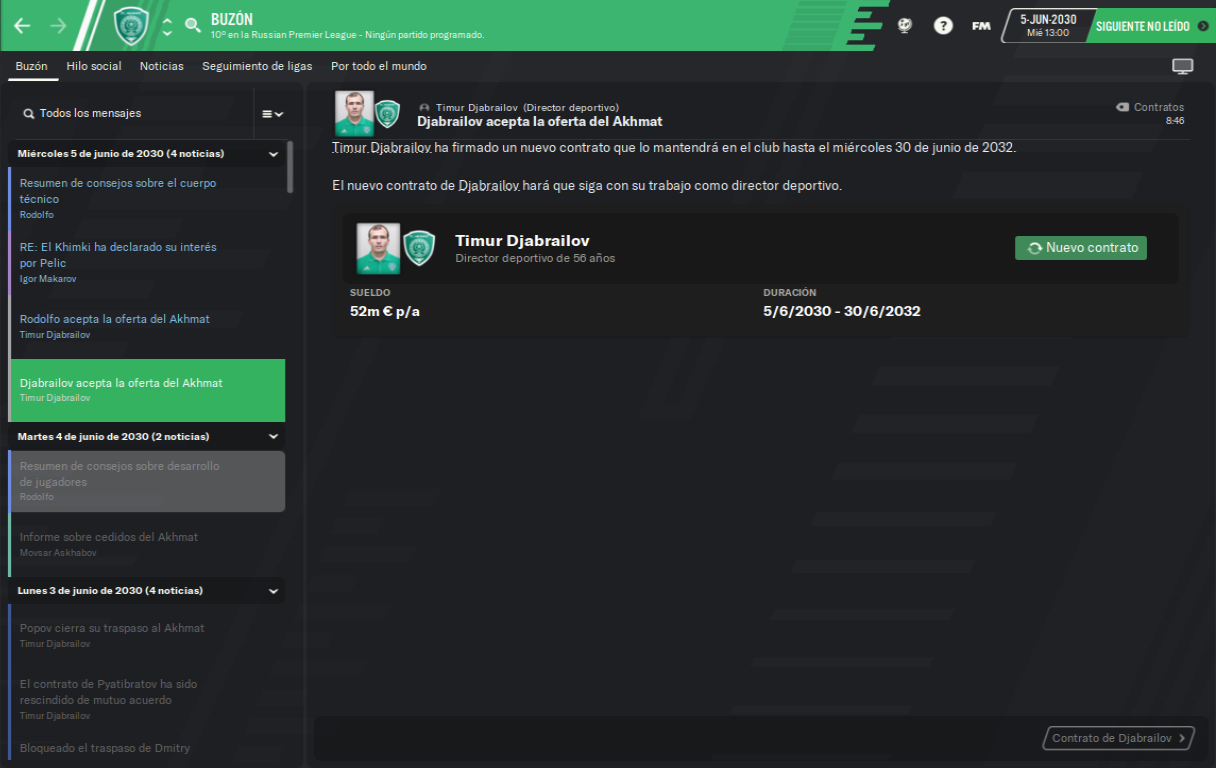 BUZÓN
10º en la Russian Premier League - Ningún partido programado.
FM
5-JUN-2030
Mié 13:00
SIGUIENTE NO LEÍDO
Buzón
Hilo social
Noticias
Seguimiento de ligas
Por todo el mundo
Todos los mensajes
Miércoles 5 de junio de 2030 (4 noticias)
Resumen de consejos sobre el cuerpo
técnico
Rodolfo
RE: El Khimki ha declarado su interés
por Pelic
Igor Makarov
Rodolfo acepta la oferta del Akhmat
Timur Djabrailov
Djabrailov acepta la oferta del Akhmat
Timur Djabrailov
Martes 4 de junio de 2030 (2 noticias)
Resumen de consejos sobre desarrollo
de jugadores
Rodolfo
Informe sobre cedidos del Akhmat
Movsar Askhabov
Lunes 3 de junio de 2030 (4 noticias)
Popov cierra su traspaso al Akhmat
Timur Djabrailov
El contrato de Pyatibratov ha sido
rescindido de mutuo acuerdo
Timur Djabrailov
Bloqueado el traspaso de Dmitry
Timur Djabrailov (Director deportivo)
Djabrailov acepta la oferta del Akhmat
Contratos
8:46
Timur Djabrailov ha firmado un nuevo contrato que lo mantendrá en el club hasta el miércoles 30 de junio de 2032.
El nuevo contrato de Djabrailov hará que siga con su trabajo como director deportivo.
Timur Djabrailov
Director deportivo de 56 años
Nuevo contrato
SUELDO
52m € p/a
DURACIÓN
5/6/2030 - 30/6/2032
Contrato de Djabrailov